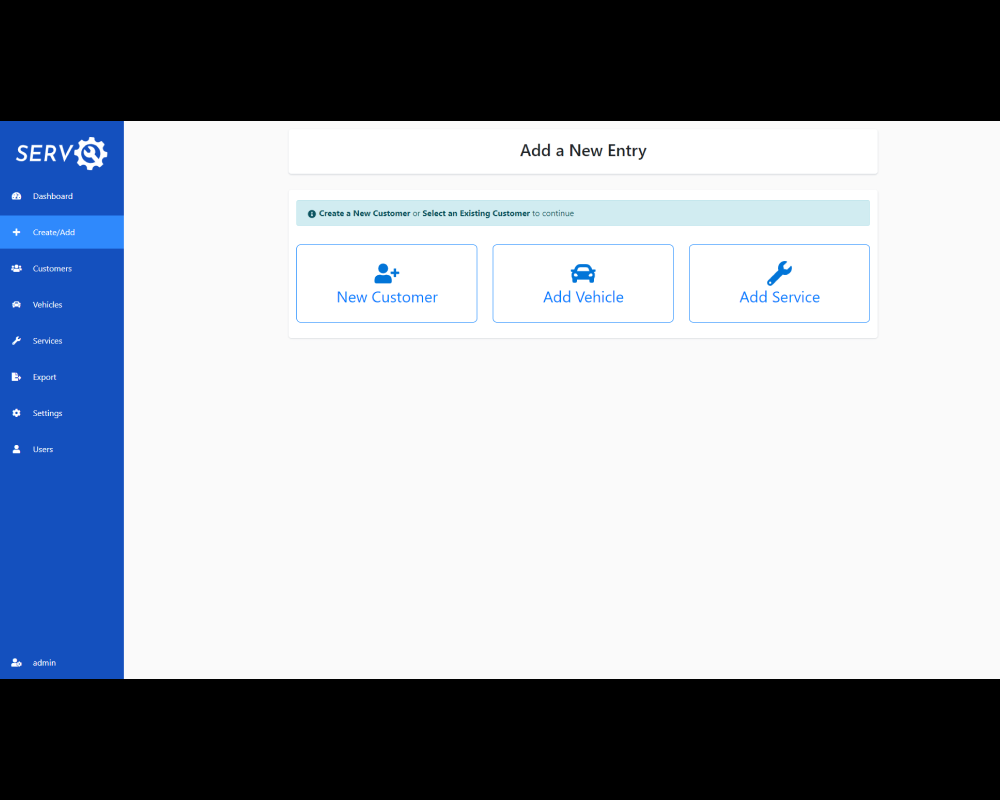 SERVO
Dashboard
Create/Add
Customers
Vehicles
Services
Export
Settings
Users
admin
Add a New Entry
Create a New Customer or Select an Existing Customer to continue
New Customer
Add Vehicle
Add Service